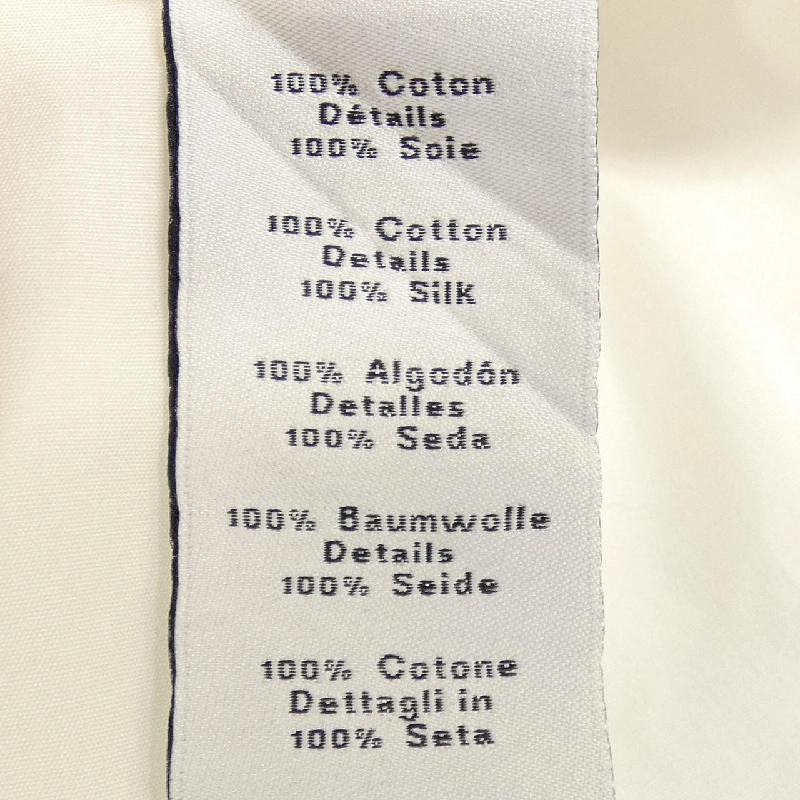 100% Coton
Détails
100% Soie
100% Cotton
Details
100% Silk
100% Algodón
Detalles
100% Seda
100% Baumwolle
Details
100% Seide
100% Cotone
Dettagli in
100% Seta